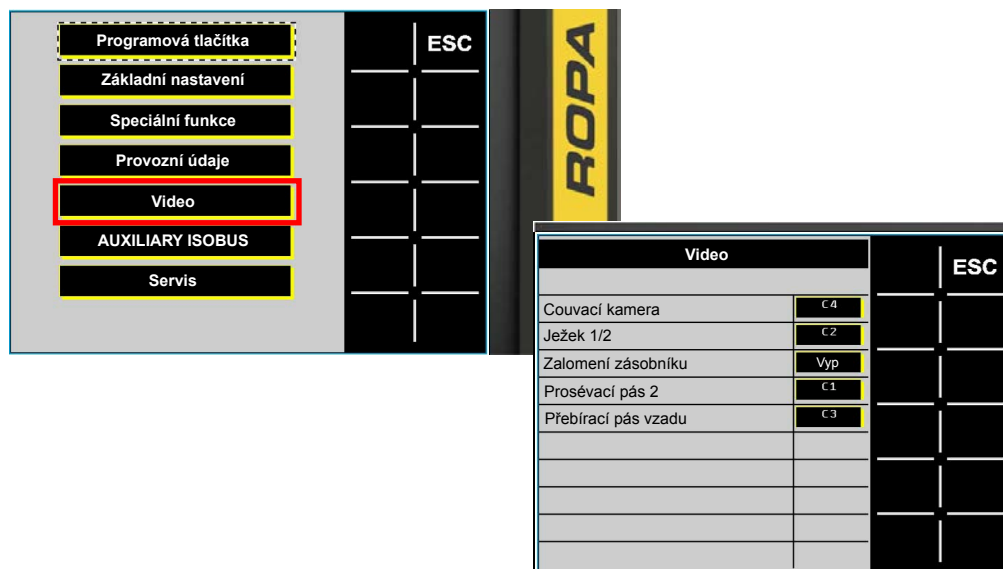 Programová tlačítka
ESC
Základní nastavení
Speciální funkce
Provozní údaje
Video
AUXILIARY ISOBUS
Servis
ROPA
Video
ESC
Couvací kamera C4
Ježek 1/2 C2
Zalomení zásobníku Vyp
Prosévací pás 2 C1
Přebírací pás vzadu C3